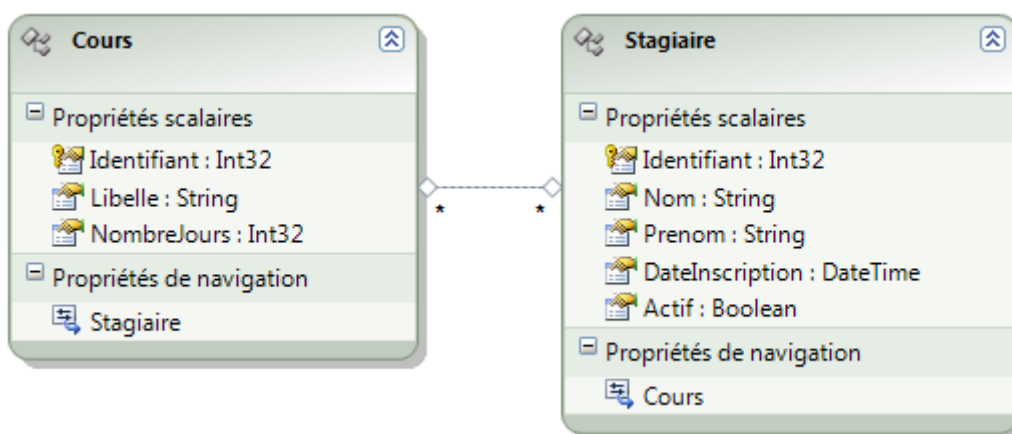 Cours
Propriétés scalaires
Identifiant : Int32
Libelle : String
NombreJours : Int32
Propriétés de navigation
Stagiaire
*
*
Stagiaire
Propriétés scalaires
Identifiant : Int32
Nom : String
Prenom : String
DateInscription : DateTime
Actif : Boolean
Propriétés de navigation
Cours